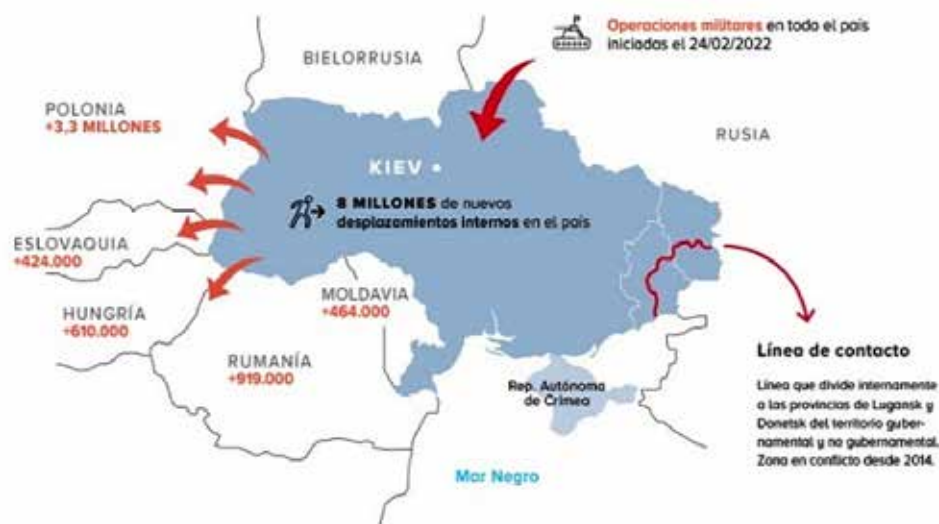 Operaciones militares en todo el país
iniciadas el 24/02/2022
BIELORRUSIA
POLONIA
+3,3 MILLONES
RUSIA
KIEV
8 MILLONES de nuevos
desplazamientos internos en el país
ESLOVAQUIA
+424.000
MOLDAVIA
+464.000
HUNGRÍA
+610.000
RUMANÍA
+919.000
Rep. Autónoma
de Crimea
Mar Negro
Línea de contacto
Línea que divide internamente
a las provincias de Lugansk y
Donetsk del territorio guber-
namental y no gubernamental.
Zona en conflicto desde 2014.